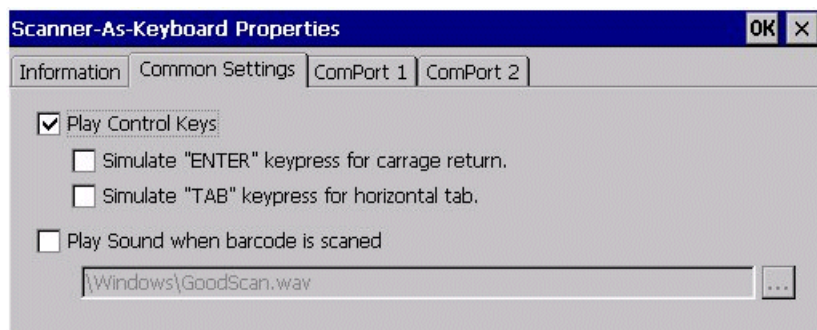 Scanner-As-Keyboard Properties OK ×
Information Common Settings ComPort 1 ComPort 2
Play Control Keys
Simulate "ENTER" keypress for carrage return.
Simulate "TAB" keypress for horizontal tab.
Play Sound when barcode is scaned
\Windows\GoodScan.wav ...